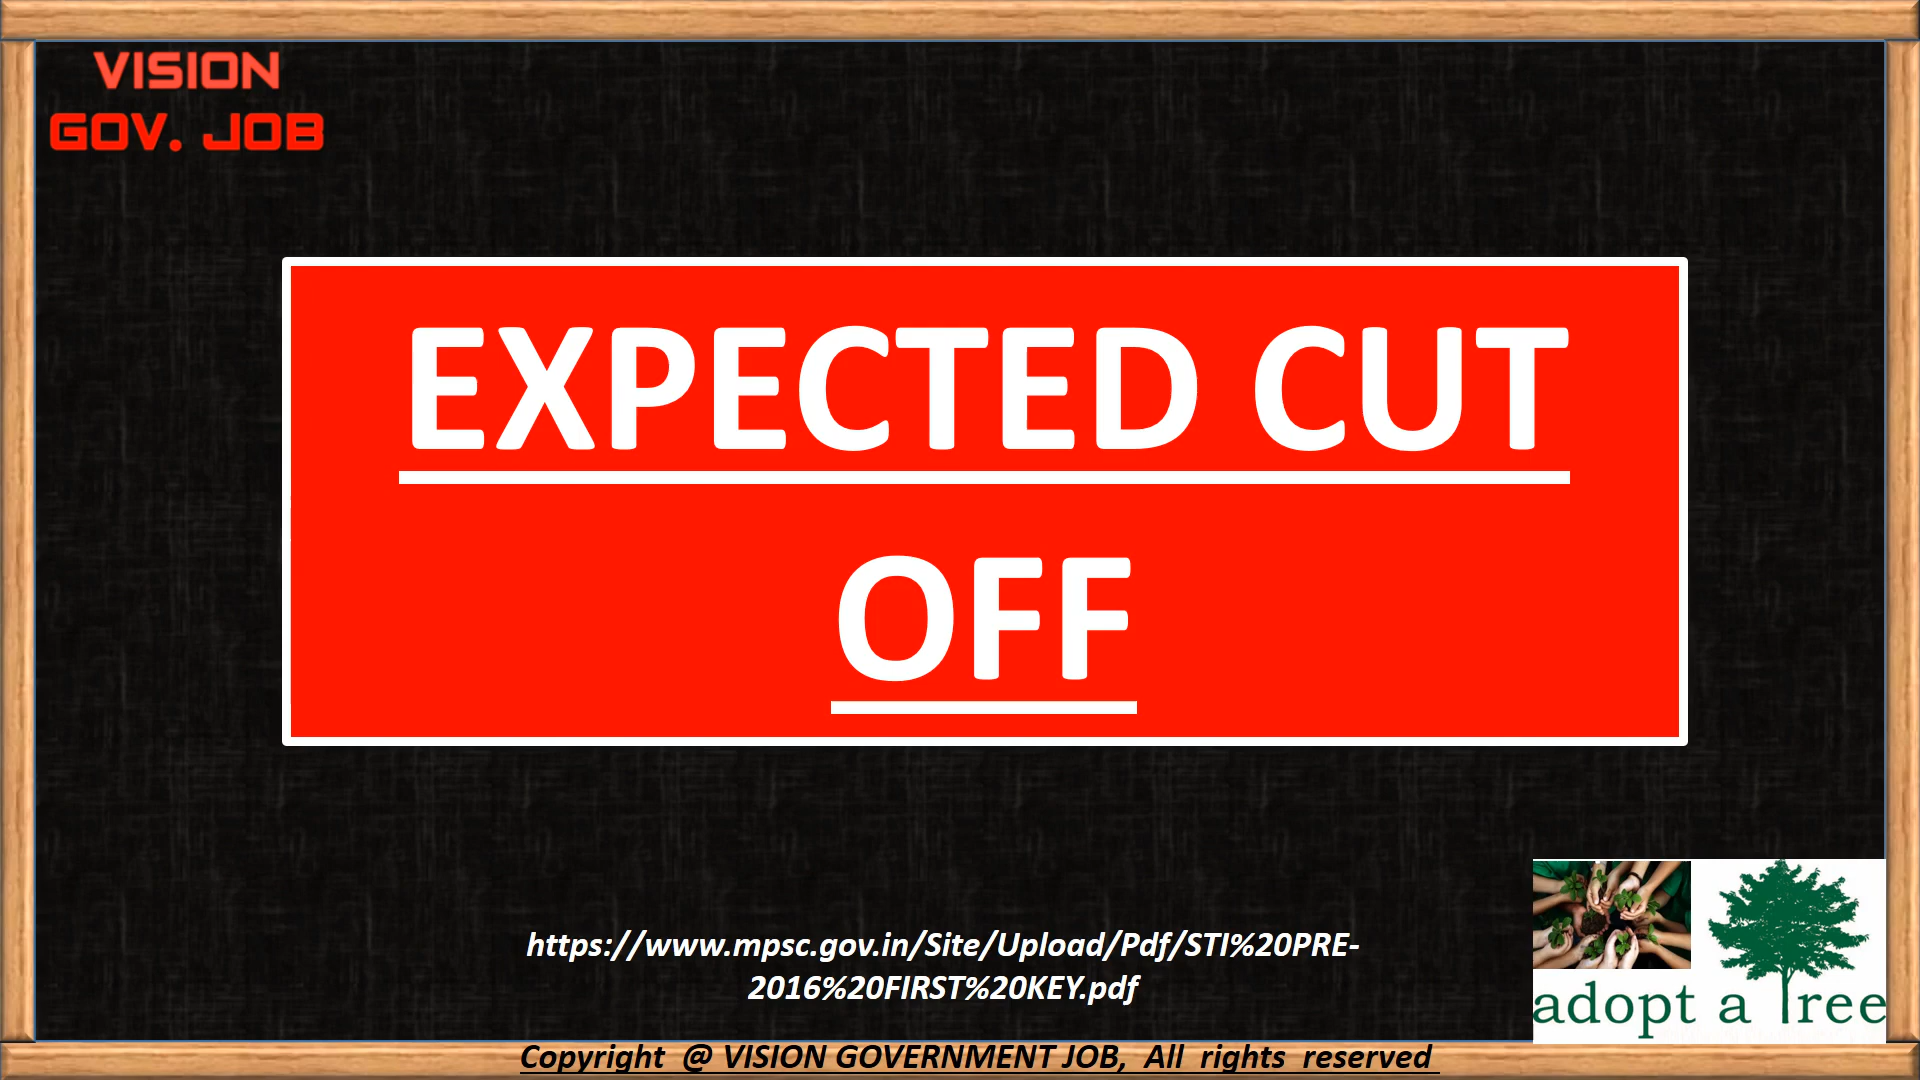 VISION
GOV. JOB
EXPECTED CUT
OFF
https://www.mpsc.gov.in/Site/Upload/Pdf/STI%20PRE-
2016%20FIRST%20KEY.pdf
adopt a Tree
Copyright @ VISION GOVERNMENT JOB, All rights reserved